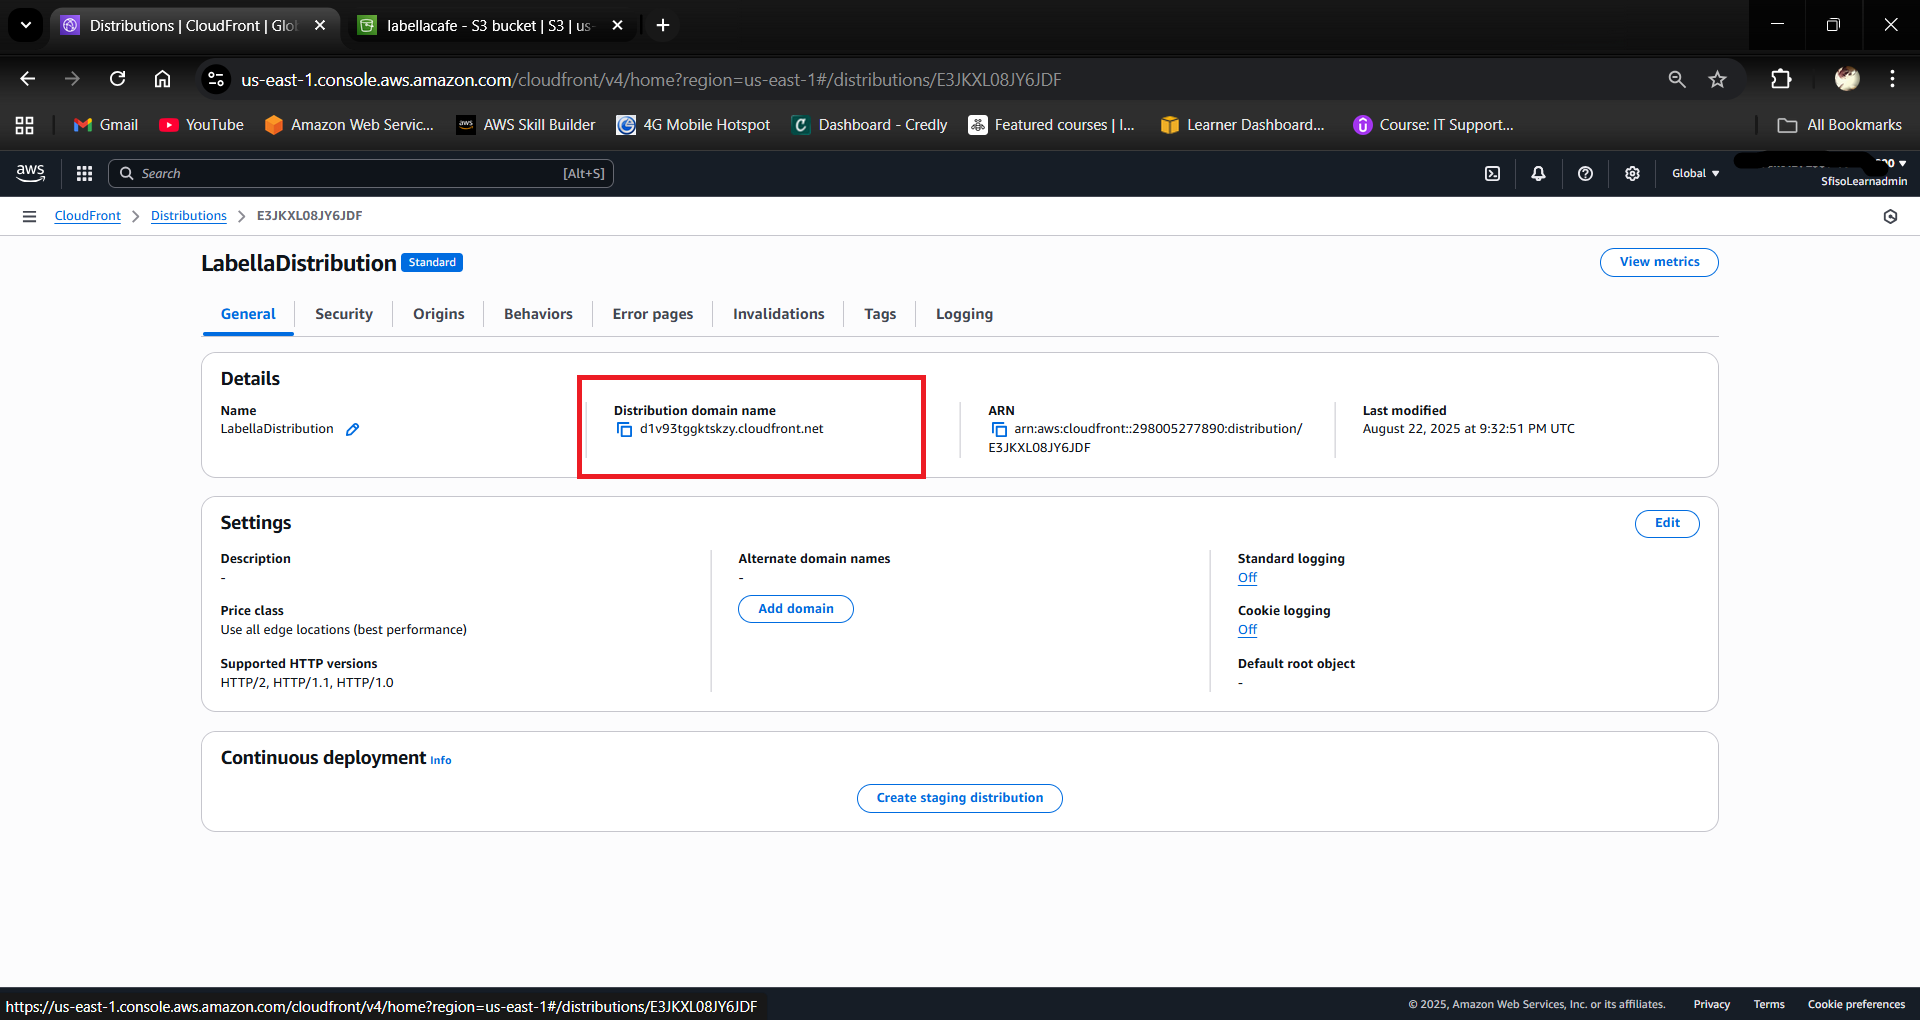 Distributions | CloudFront | Glo
labellacafe - S3 bucket | S3 | us-
us-east-1.console.aws.amazon.com/cloudfront/v4/home?region=us-east-1#/distributions/E3JKXL08JY6JDF
Gmail
YouTube
Amazon Web Servic...
aws
AWS Skill Builder
4G Mobile Hotspot
Dashboard - Credly
Featured courses | I...
Learner Dashboard...
Course: IT Support...
All Bookmarks
aws
Search
[Alt+S]
Global
SfisoLearnadmin
CloudFront
Distributions
E3JKXL08JY6JDF
LabellaDistribution
Standard
View metrics
General
Security
Origins
Behaviors
Error pages
Invalidations
Tags
Logging
Details
Name
LabellaDistribution
Distribution domain name
d1v93tggktskzy.cloudfront.net
ARN
arn:aws:cloudfront::298005277890:distribution/
E3JKXL08JY6JDF
Last modified
August 22, 2025 at 9:32:51 PM UTC
Settings
Edit
Description
-
Price class
Use all edge locations (best performance)
Supported HTTP versions
HTTP/2, HTTP/1.1, HTTP/1.0
Alternate domain names
-
Add domain
Standard logging
Off
Cookie logging
Off
Default root object
-
Continuous deployment Info
Create staging distribution
https://us-east-1.console.aws.amazon.com/cloudfront/v4/home?region=us-east-1#/distributions/E3JKXL08JY6JDF
© 2025, Amazon Web Services, Inc. or its affiliates.
Privacy
Terms
Cookie preferences